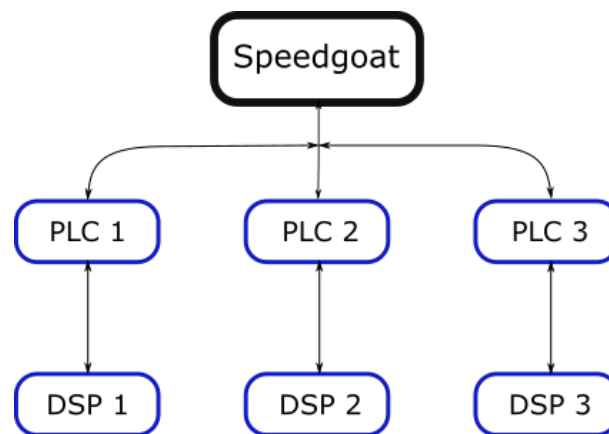 Speedgoat
PLC 1
PLC 2
PLC 3
DSP 1
DSP 2
DSP 3